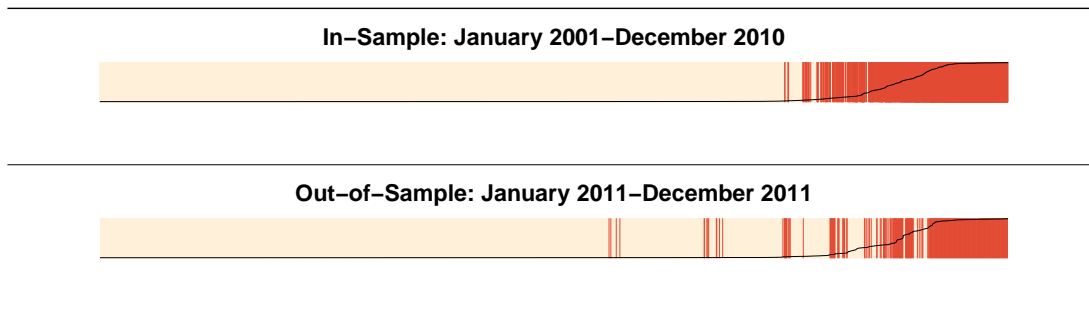 In−Sample: January 2001−December 2010
Out−of−Sample: January 2011−December 2011